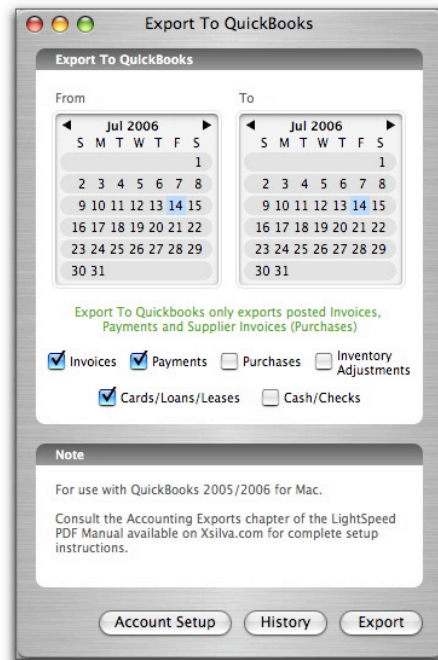 Export To QuickBooks
Export To QuickBooks
From To
Jul 2006 Jul 2006
S M T W T F S S M T W T F S
1 1
2 3 4 5 6 7 8 2 3 4 5 6 7 8
9 10 11 12 13 14 15 9 10 11 12 13 14 15
16 17 18 19 20 21 22 16 17 18 19 20 21 22
23 24 25 26 27 28 29 23 24 25 26 27 28 29
30 31 30 31
Export To Quickbooks only exports posted Invoices,
Payments and Supplier Invoices (Purchases)
Invoices Payments Purchases Inventory
Adjustments
Cards/Loans/Leases Cash/Checks
Note
For use with QuickBooks 2005/2006 for Mac.
Consult the Accounting Exports chapter of the LightSpeed
PDF Manual available on Xsilva.com for complete setup
instructions.
Account Setup History Export